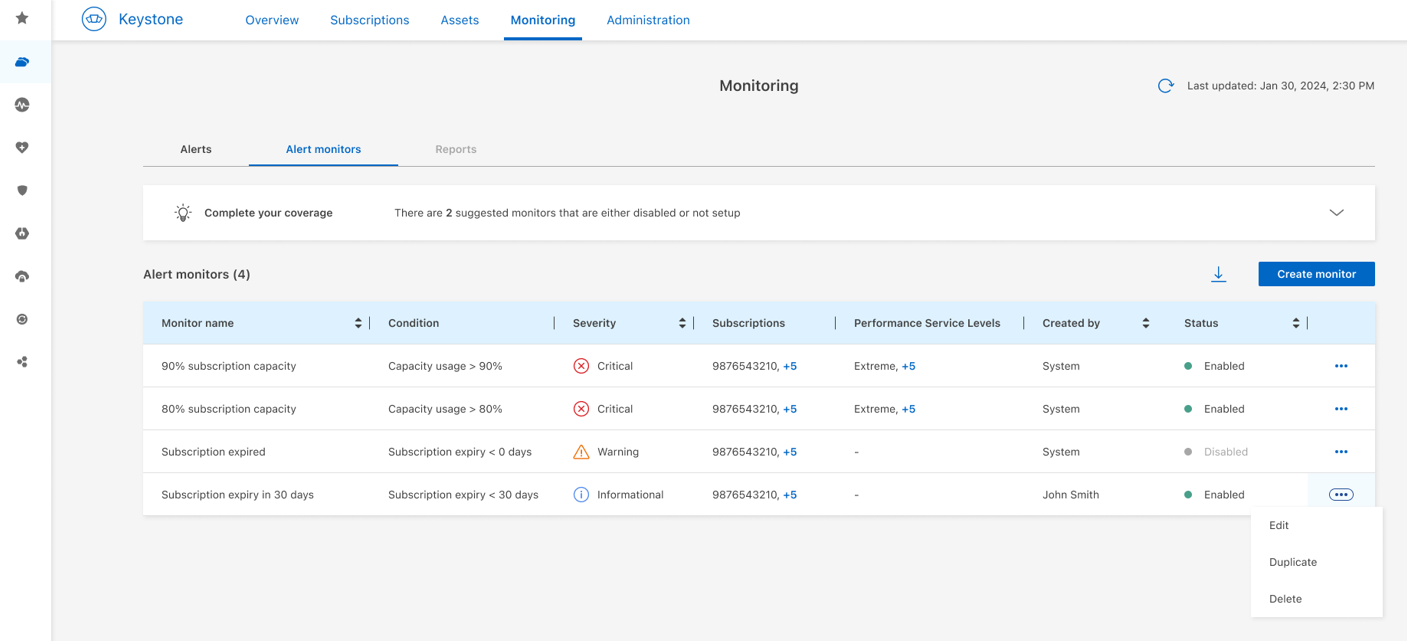 Keystone Overview Subscriptions Assets Monitoring Administration
Monitoring
Last updated: Jan 30, 2024, 2:30 PM
Alerts Alert monitors Reports
Complete your coverage There are 2 suggested monitors that are either disabled or not setup
Alert monitors (4) Create monitor
Monitor name Condition Severity Subscriptions Performance Service Levels Created by Status
90% subscription capacity Capacity usage > 90% Critical 9876543210, +5 Extreme, +5 System Enabled
80% subscription capacity Capacity usage > 80% Critical 9876543210, +5 Extreme, +5 System Enabled
Subscription expired Subscription expiry < 0 days Warning 9876543210, +5 - System Disabled
Subscription expiry in 30 days Subscription expiry < 30 days Informational 9876543210, +5 - John Smith Enabled
Edit
Duplicate
Delete